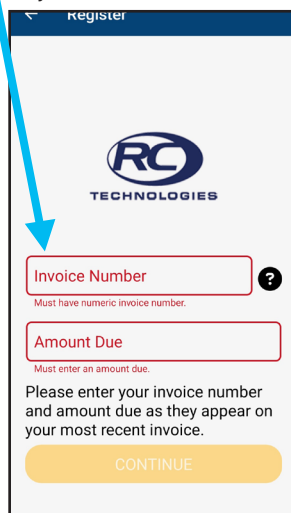 ← Register
RC
TECHNOLOGIES
Invoice Number
?
Must have numeric invoice number.
Amount Due
Must enter an amount due.
Please enter your invoice number
and amount due as they appear on
your most recent invoice.
CONTINUE